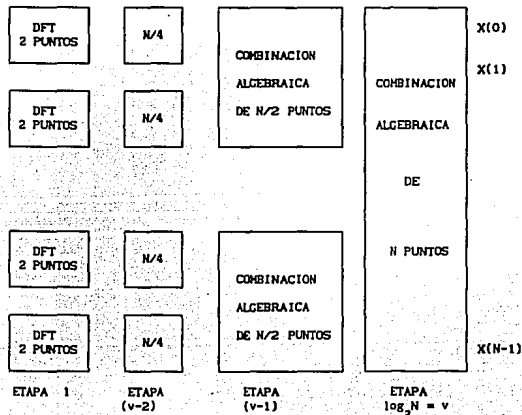 DFT
2 PUNTOS
N/4
X(0)
COMBINACION
ALGEBRAICA
DE N/2 PUNTOS
X(1)
COMBINACION
ALGEBRAICA
DE
N PUNTOS
DFT
2 PUNTOS
N/4
DFT
2 PUNTOS
N/4
COMBINACION
ALGEBRAICA
DE N/2 PUNTOS
DFT
2 PUNTOS
N/4
X(N-1)
ETAPA 1
ETAPA
(v-2)
ETAPA
(v-1)
ETAPA
log₂N = v